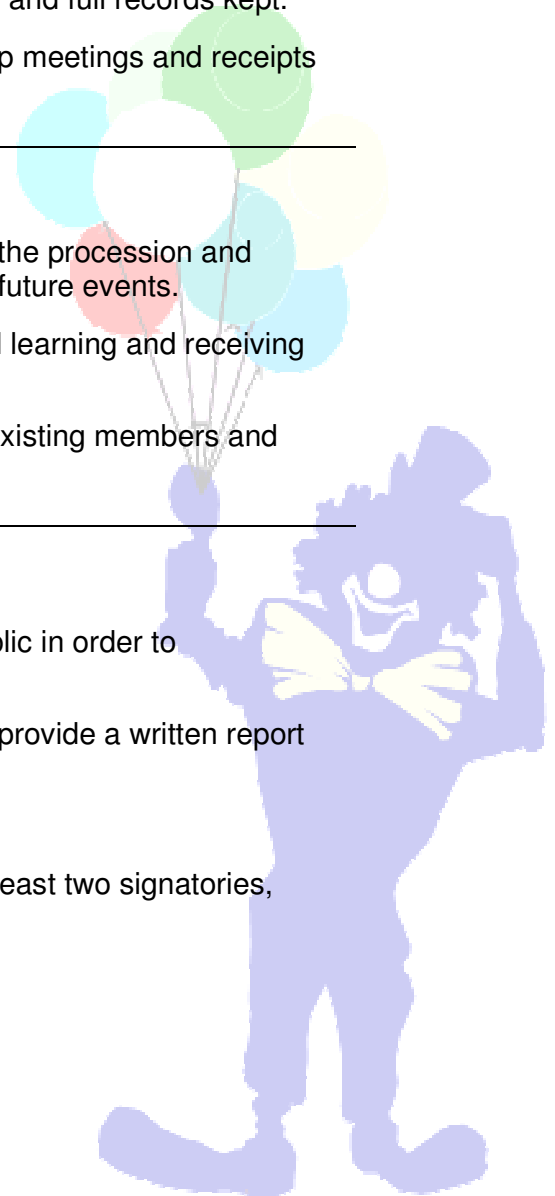 and full records kept.
p meetings and receipts
the procession and
future events.
learning and receiving
xisting members and
lic in order to
provide a written report
east two signatories,